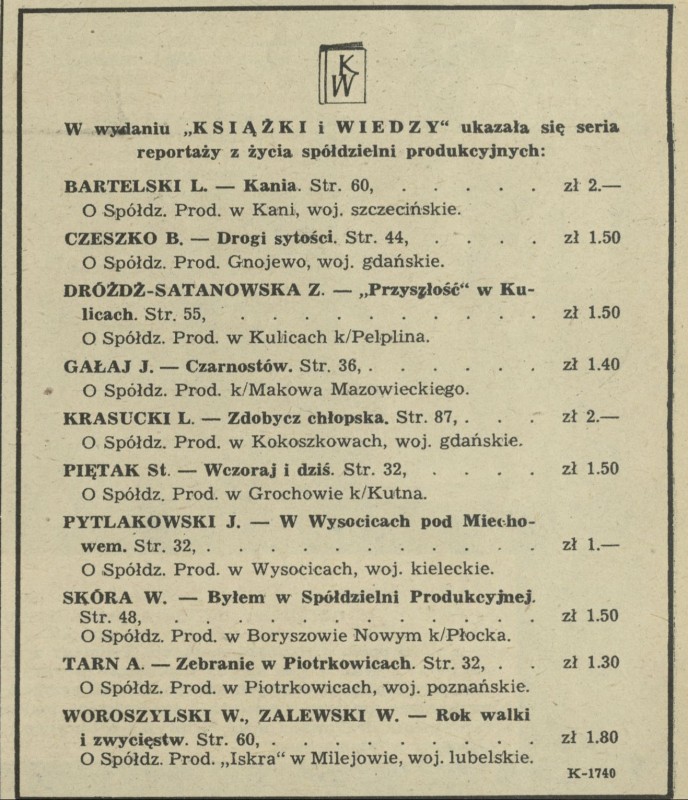 K
W
W wydaniu „KSIĄŻKI i WIEDZY“ ukazała się seria
reportaży z życia spółdzielni produkcyjnych:
BARTELSKI L. — Kania. Str. 60, . . . . . zł 2.—
O Spółdz. Prod. w Kani, woj. szczecińskie.
CZESZKO B. — Drogi sytości. Str. 44, . . . . zł 1.50
O Spółdz. Prod. Gnojewo, woj. gdańskie.
DRÓŻDŻ-SATANOWSKA Z. — „Przyszłość“ w Ku-
licach. Str. 55, . . . . . . . . . . zł 1.50
O Spółdz. Prod. w Kulicach k/Pelplina.
GAŁAJ J. — Czarnostów. Str. 36, . . . . . . zł 1.40
O Spółdz. Prod. k/Makowa Mazowieckiego.
KRASUCKI L. — Zdobycz chłopska. Str. 87, . . . zł 2.—
O Spółdz. Prod. w Kokoszkowach, woj. gdańskie.
PIĘTAK St. — Wczoraj i dziś. Str. 32, . . . . zł 1.50
O Spółdz. Prod. w Grochowie k/Kutna.
PYTLAKOWSKI J. — W Wysocicach pod Miecho-
wem. Str. 32, . . . . . . . . . . . zł 1.—
O Spółdz. Prod. w Wysocicach, woj. kieleckie.
SKÓRA W. — Byłem w Spółdzielni Produkcyjnej.
Str. 48, . . . . . . . . . . . . zł 1.50
O Spółdz. Prod. w Boryszowie Nowym k/Płocka.
TARN A. — Zebranie w Piotrkowicach. Str. 32, . . zł 1.30
O Spółdz. Prod. w Piotrkowicach, woj. poznańskie.
WOROSZYLSKI W., ZALEWSKI W. — Rok walki
i zwycięstw. Str. 60, . . . . . . . . . zł 1.80
O Spółdz. Prod. „Iskra“ w Milejowie, woj. lubelskie.
K-1740